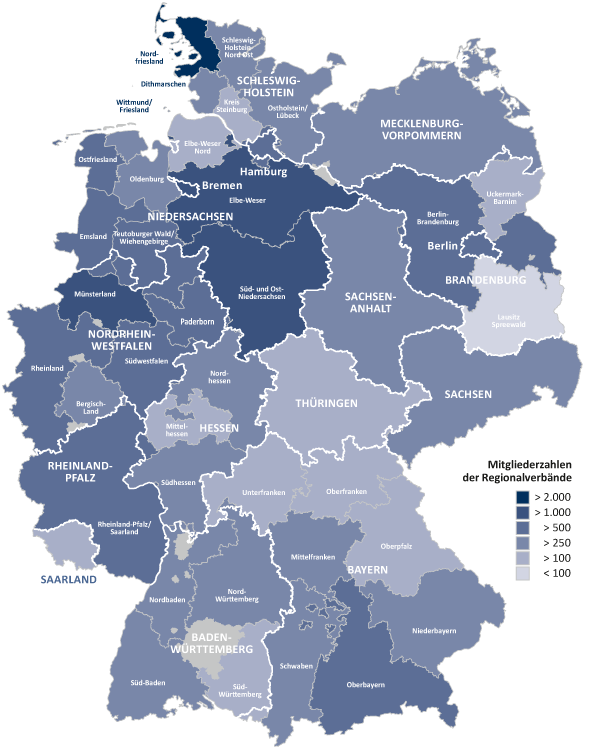 Nord-
friesland
Schleswig-
Holstein
Nord Ost
Dithmarschen
SCHLESWIG-
HOLSTEIN
Wittmund/
Friesland
Kreis
Steinburg
Ostholstein/
Lübeck
MECKLENBURG-
VORPOMMERN
Elbe-Weser
Nord
Ostfriesland
Oldenburg
Hamburg
Bremen
Elbe-Weser
Uckermark-
Barnim
NIEDERSACHSEN
Berlin-
Brandenburg
Emsland
Teutoburger Wald/
Wiehengebirge
Berlin
BRANDENBURG
Münsterland
Süd- und Ost-
Niedersachsen
SACHSEN-
ANHALT
Lausitz
Spreewald
Paderborn
NORDRHEIN-
WESTFALEN
Südwestfalen
Rheinland
Nord-
hessen
SACHSEN
Bergisch-
Land
THÜRINGEN
Mittel-
hessen
HESSEN
RHEINLAND-
PFALZ
Südhessen
Unterfranken
Oberfranken
Mitgliederzahlen
der Regionalverbände
> 2.000
> 1.000
> 500
> 250
> 100
< 100
Rheinland-Pfalz/
Saarland
SAARLAND
Mittelfranken
Oberpfalz
BAYERN
Nordbaden
Nord-
Württemberg
Niederbayern
BADEN-
WÜRTTEMBERG
Schwaben
Süd-Baden
Süd-
Württemberg
Oberbayern